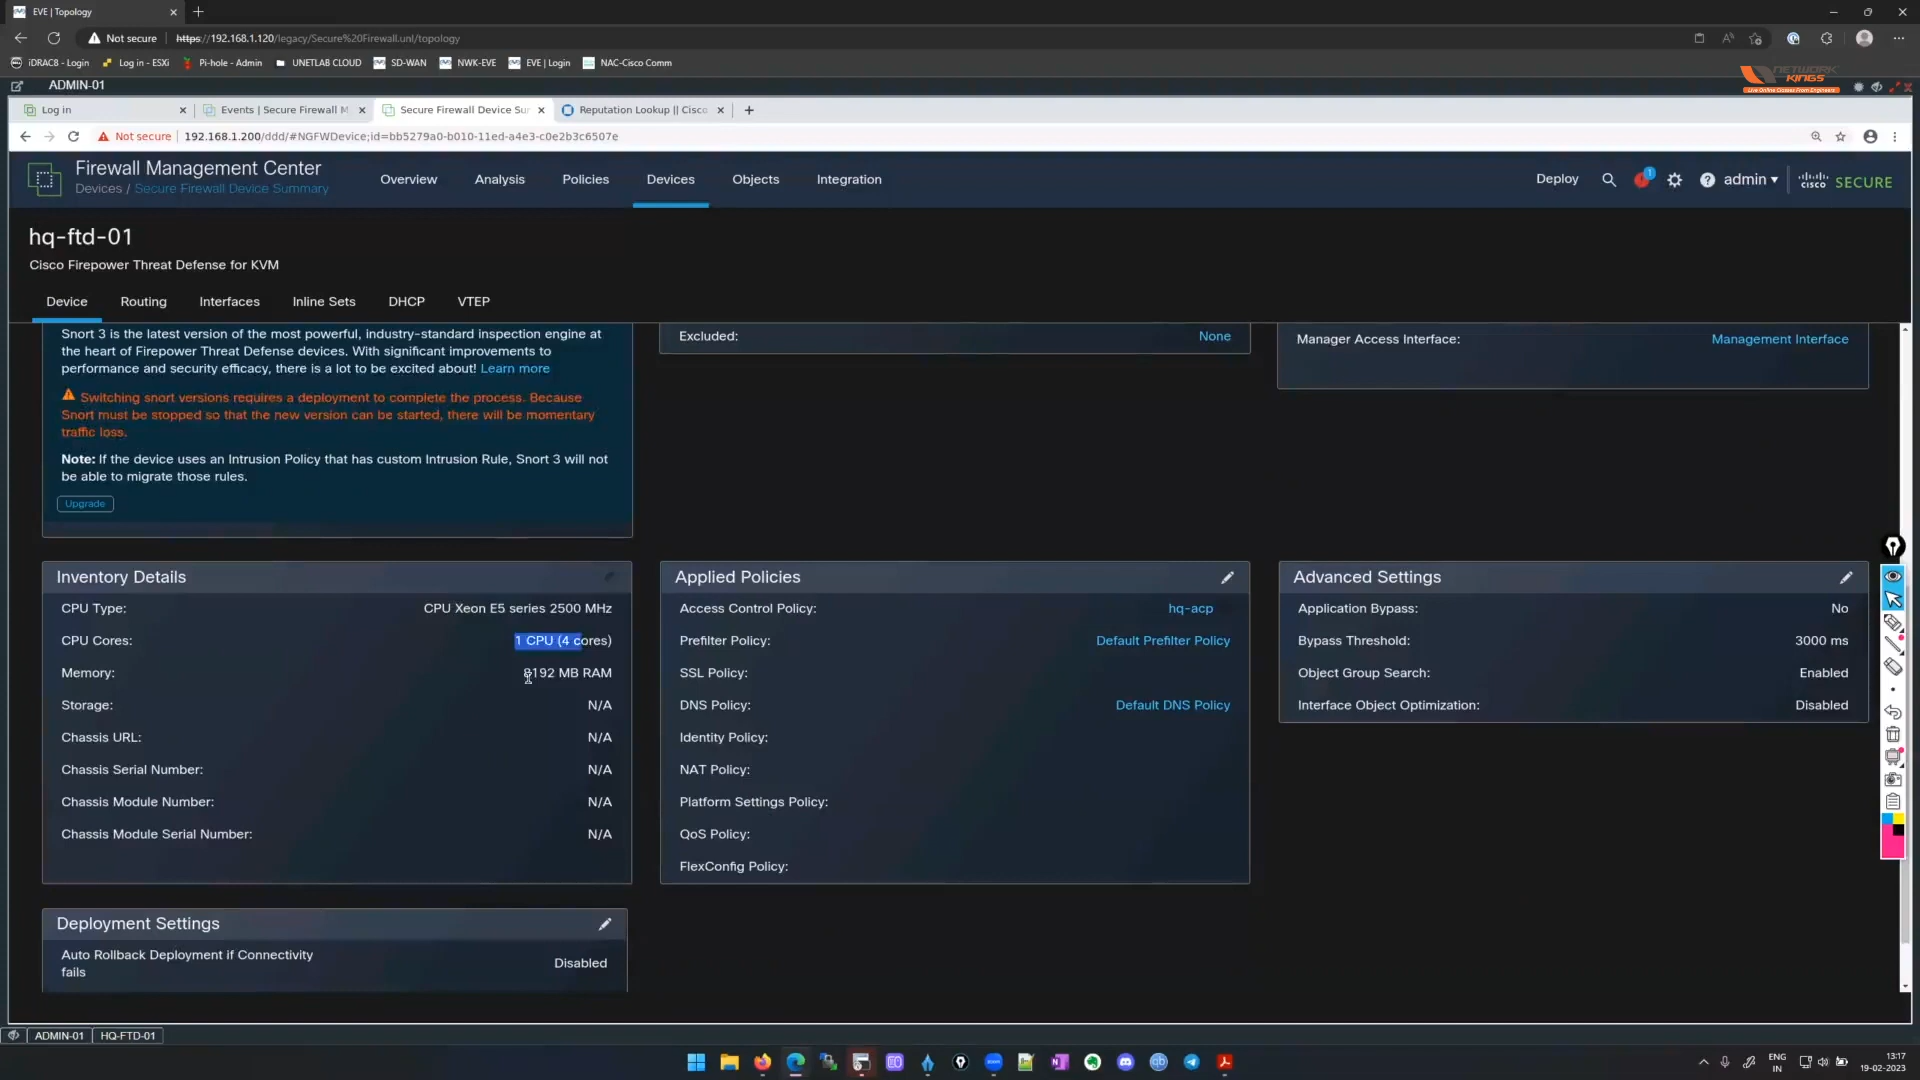 EVE | Topology
Not secure
https://192.168.1.120/legacy/Secure%20Firewall.unl/topology
iDRAC8 - Login
Log in - ESXi
Pi-hole - Admin
UNETLAB CLOUD
SD-WAN
NWK-EVE
EVE | Login
NAC-Cisco Comm
ADMIN-01
NETWORK KINGS
Live Online Classes From Engineers
Log in
Events | Secure Firewall M
Secure Firewall Device Sur
Reputation Lookup || Cisco
Not secure
192.168.1.200/ddd/#NGFWDevice;id=bb5279a0-b010-11ed-a4e3-c0e2b3c6507e
Firewall Management Center
Devices / Secure Firewall Device Summary
Overview
Analysis
Policies
Devices
Objects
Integration
Deploy
1
admin
cisco SECURE
hq-ftd-01
Cisco Firepower Threat Defense for KVM
Device
Routing
Interfaces
Inline Sets
DHCP
VTEP
Snort 3 is the latest version of the most powerful, industry-standard inspection engine at
the heart of Firepower Threat Defense devices. With significant improvements to
performance and security efficacy, there is a lot to be excited about! Learn more
Switching snort versions requires a deployment to complete the process. Because
Snort must be stopped so that the new version can be started, there will be momentary
traffic loss.
Note: If the device uses an Intrusion Policy that has custom Intrusion Rule, Snort 3 will not
be able to migrate those rules.
Upgrade
Excluded: None
Manager Access Interface: Management Interface
Inventory Details
CPU Type: CPU Xeon E5 series 2500 MHz
CPU Cores: 1 CPU (4 cores)
Memory: 8192 MB RAM
Storage: N/A
Chassis URL: N/A
Chassis Serial Number: N/A
Chassis Module Number: N/A
Chassis Module Serial Number: N/A
Applied Policies
Access Control Policy: hq-acp
Prefilter Policy: Default Prefilter Policy
SSL Policy:
DNS Policy: Default DNS Policy
Identity Policy:
NAT Policy:
Platform Settings Policy:
QoS Policy:
FlexConfig Policy:
Advanced Settings
Application Bypass: No
Bypass Threshold: 3000 ms
Object Group Search: Enabled
Interface Object Optimization: Disabled
Deployment Settings
Auto Rollback Deployment if Connectivity
fails
Disabled
ADMIN-01
HQ-FTD-01
ENG
IN
13:17
19-02-2023